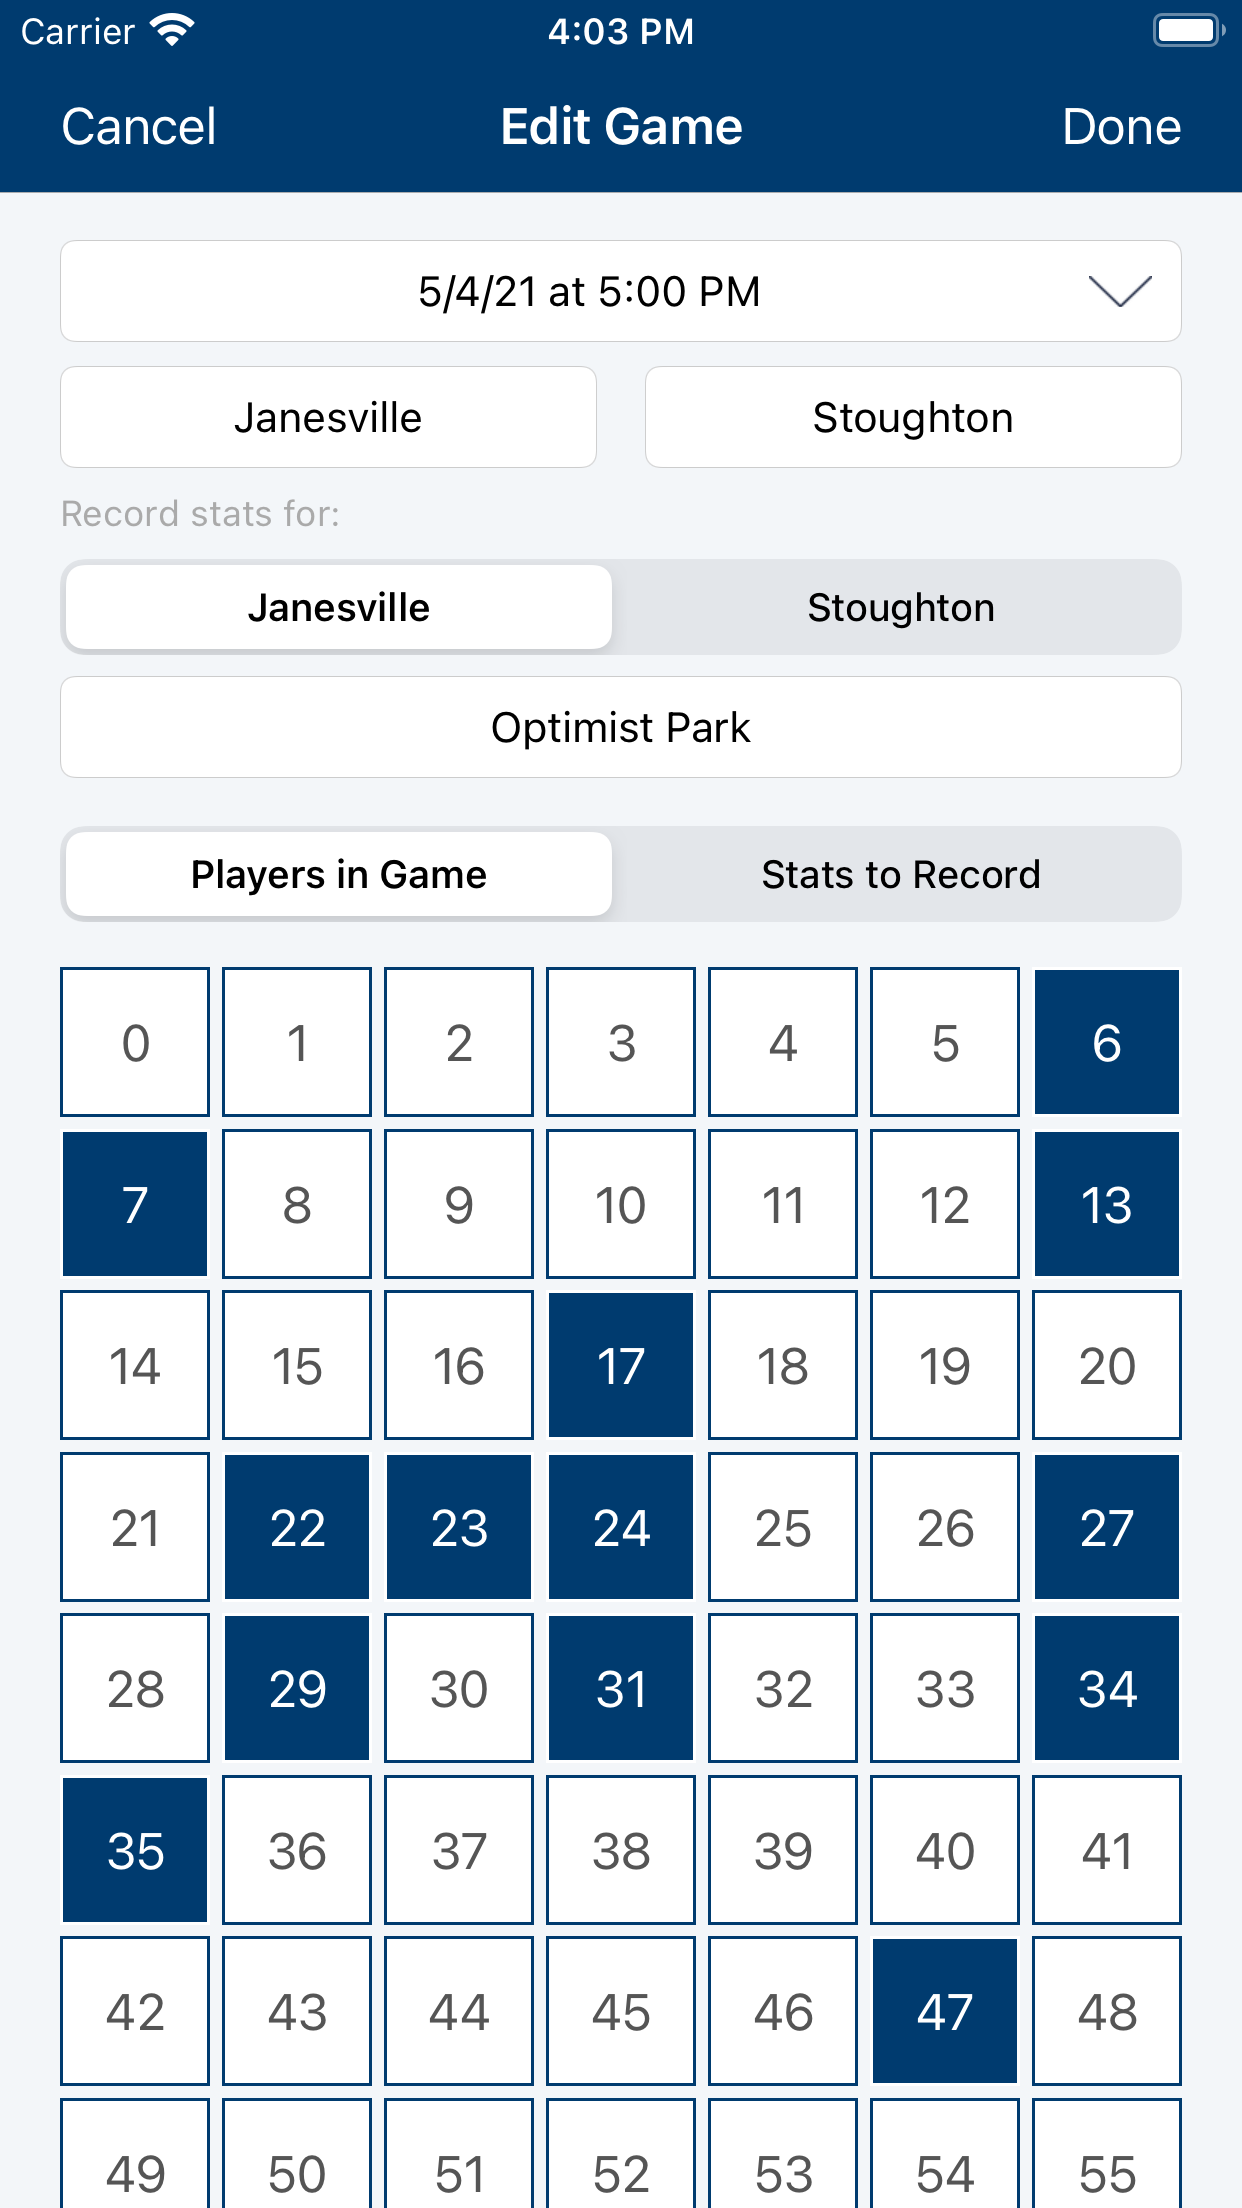 Carrier 4:03 PM
Cancel Edit Game Done
5/4/21 at 5:00 PM
Janesville Stoughton
Record stats for:
Janesville Stoughton
Optimist Park
Players in Game Stats to Record
0 1 2 3 4 5 6
7 8 9 10 11 12 13
14 15 16 17 18 19 20
21 22 23 24 25 26 27
28 29 30 31 32 33 34
35 36 37 38 39 40 41
42 43 44 45 46 47 48
49 50 51 52 53 54 55